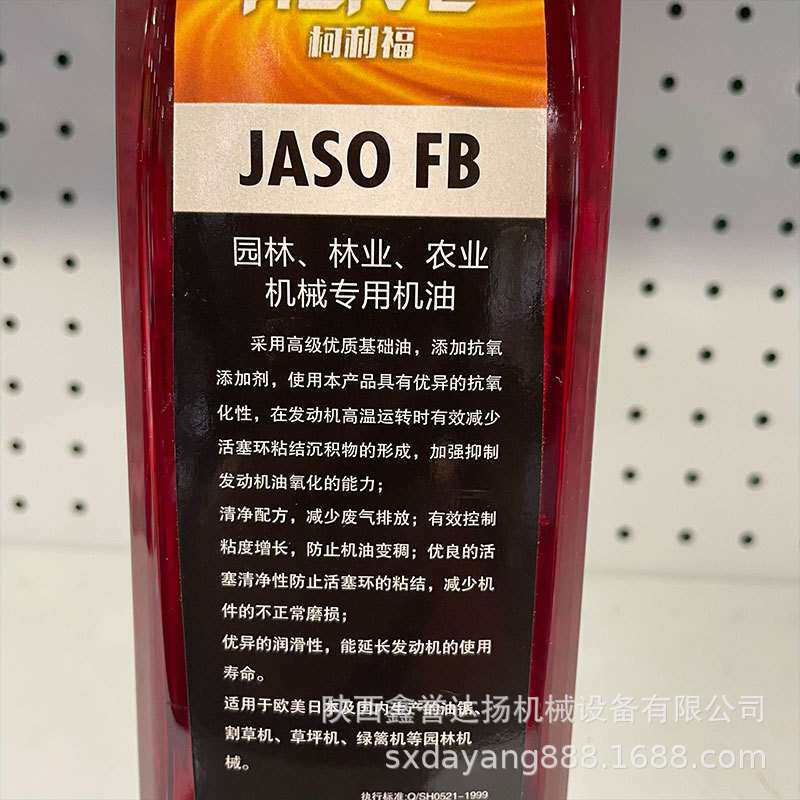 柯利福
JASO FB
园林、林业、农业
机械专用机油
采用高级优质基础油，添加抗氧
添加剂，使用本产品具有优异的抗氧
化性，在发动机高温运转时有效减少
活塞环粘结沉积物的形成，加强抑制
发动机油氧化的能力；
清净配方，减少废气排放；有效控制
粘度增长，防止机油变稠；优良的活
塞清净性防止活塞环的粘结，减少机
件的不正常磨损；
优异的润滑性，能延长发动机的使用
寿命。
适用于欧美日本及国内生产的油锯、
割草机、草坪机、绿篱机等园林机
械。
执行标准:Q/SH0521-1999
陕西鑫誉达扬机械设备有限公司
sxdayang888.1688.com